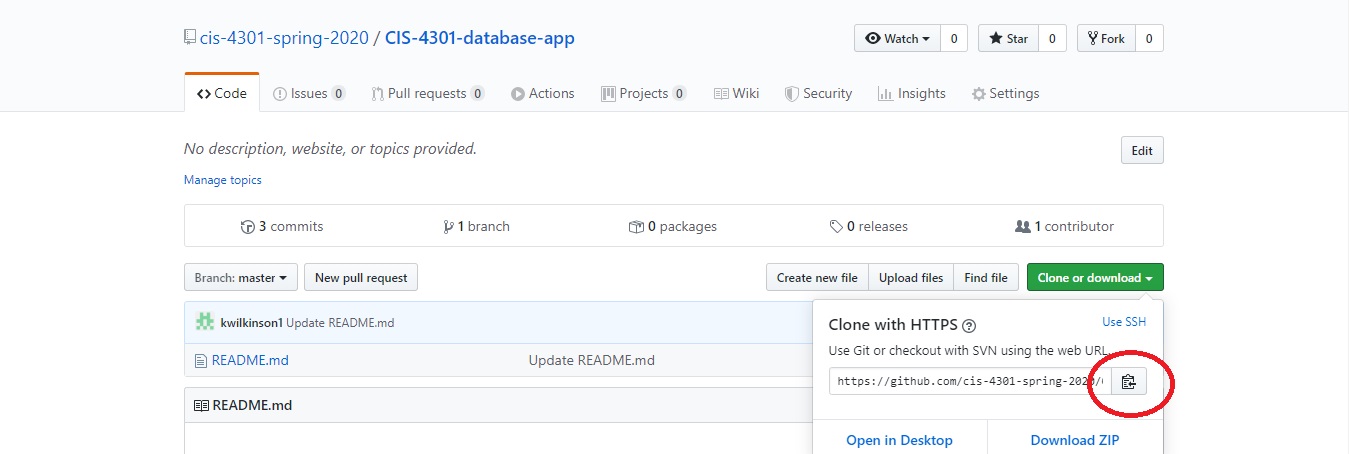 cis-4301-spring-2020 / CIS-4301-database-app
Watch 0 Star 0 Fork 0
Code Issues 0 Pull requests 0 Actions Projects 0 Wiki Security Insights Settings
No description, website, or topics provided. Edit
Manage topics
3 commits 1 branch 0 packages 0 releases 1 contributor
Branch: master New pull request Create new file Upload files Find file Clone or download
kwilkinson1 Update README.md
Clone with HTTPS ? Use SSH
Use Git or checkout with SVN using the web URL.
README.md Update README.md
https://github.com/cis-4301-spring-2020/
README.md
Open in Desktop Download ZIP